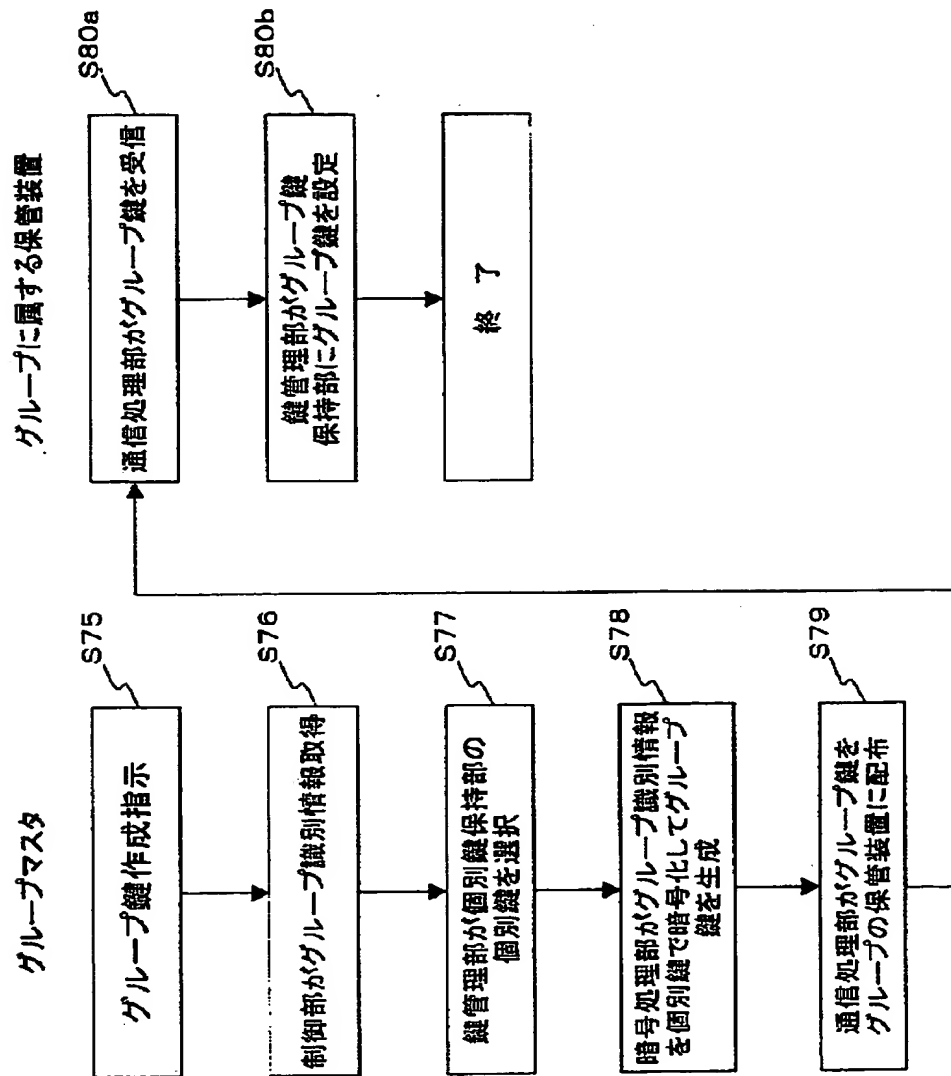 グループマスタ
グループ鍵作成指示
S75
制御部がグループ識別情報取得
S76
鍵管理部が個別鍵保持部の
個別鍵を選択
S77
暗号処理部がグループ識別情報
を個別鍵で暗号化してグループ
鍵を生成
S78
通信処理部がグループ鍵を
グループの保管装置に配布
S79
グループに属する保管装置
通信処理部がグループ鍵を受信
S80a
鍵管理部がグループ鍵
保持部にグループ鍵を設定
S80b
終 了